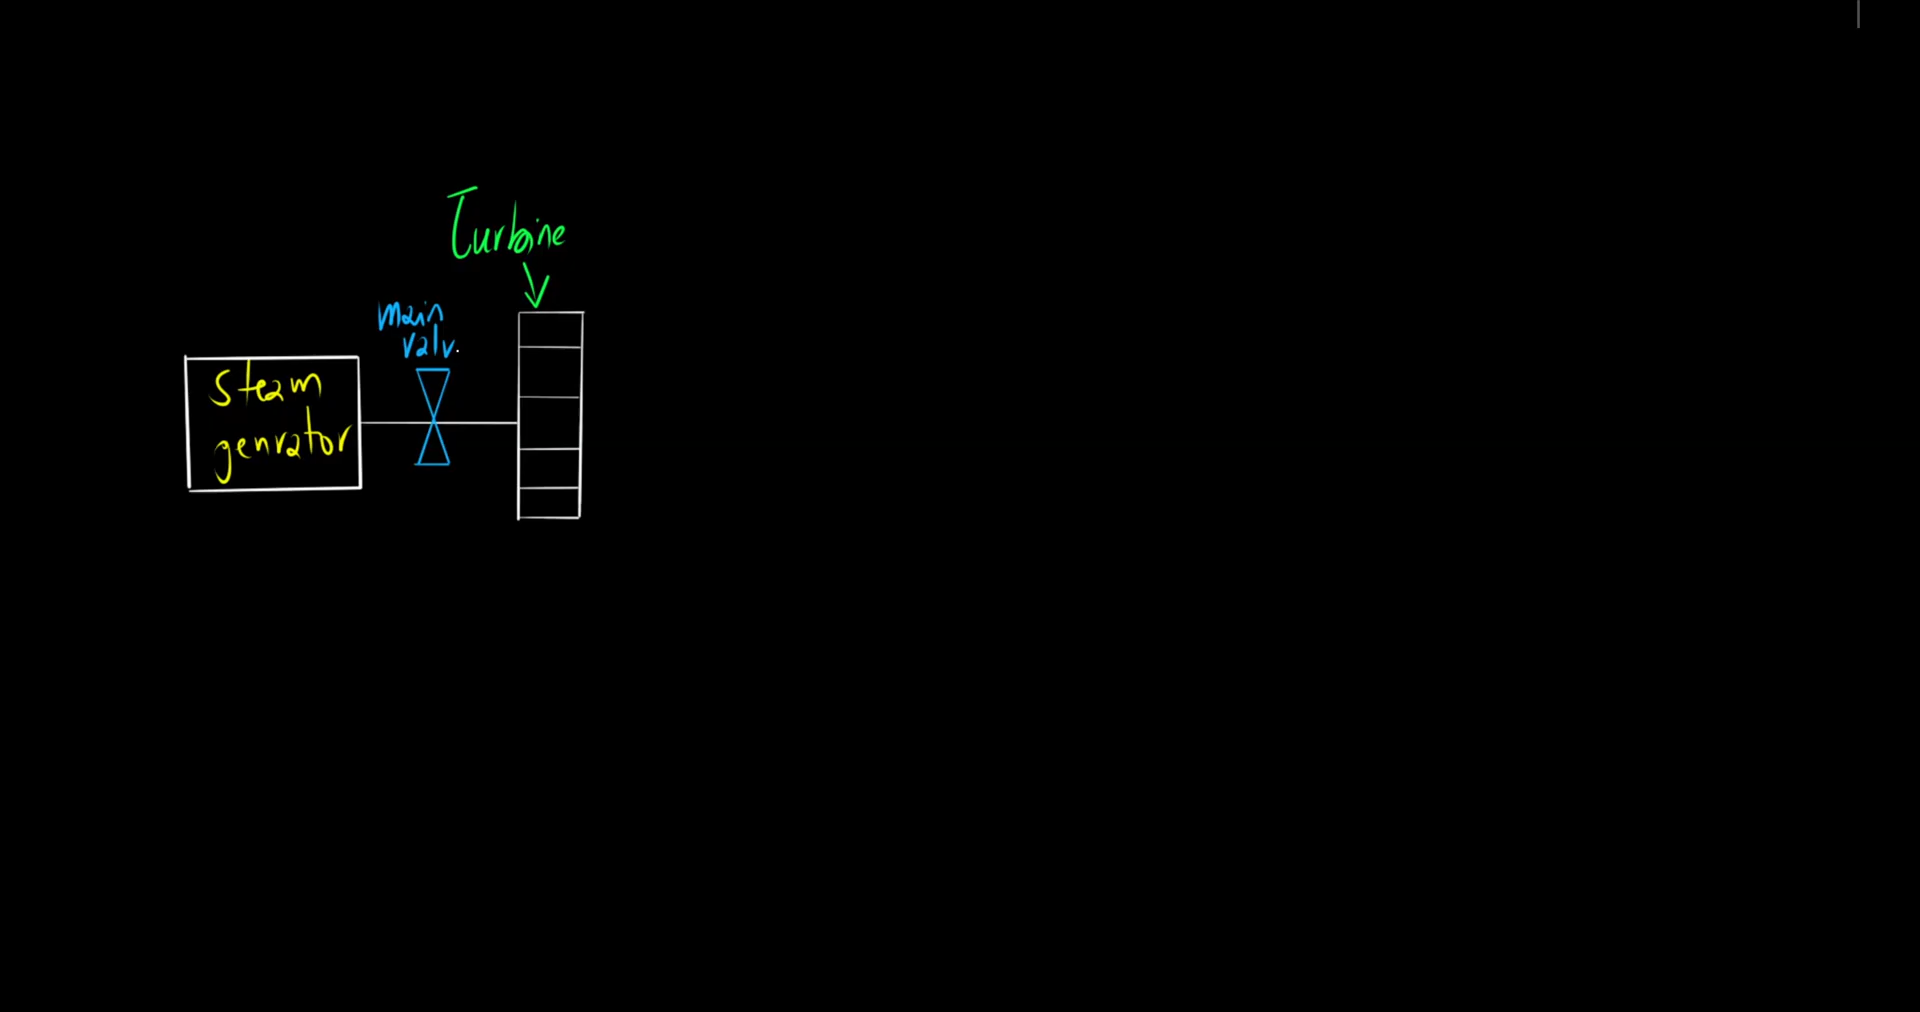 Turbine
main
valv.
steam
genrator